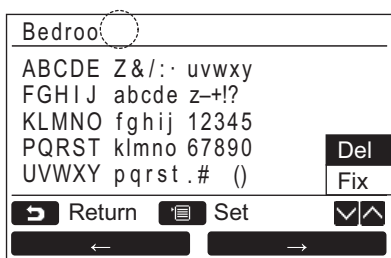 Bedroo
ABCDE Z&/:· uvwxy
FGHIJ abcde z–+!?
KLMNO fghij 12345
PQRST klmno 67890
UVWXY pqrst .# ()
Del
Fix
Return Set
← →